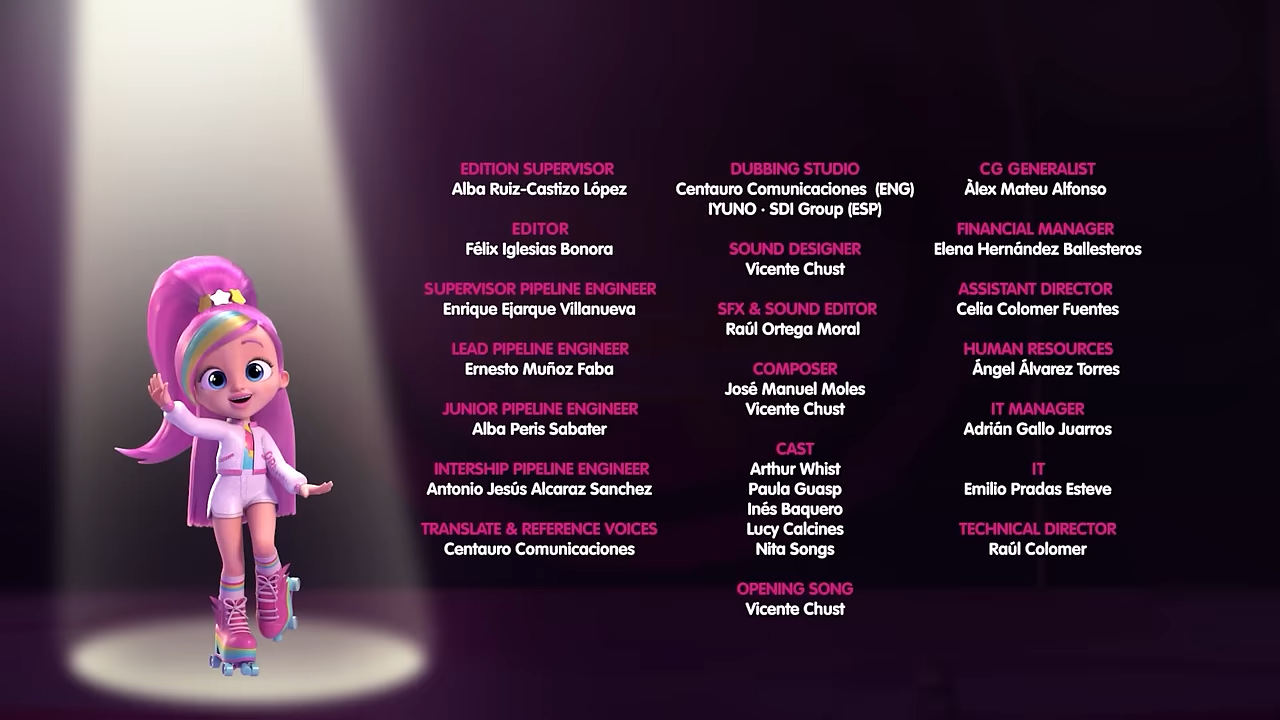 EDITION SUPERVISOR
Alba Ruiz-Castizo López
EDITOR
Félix Iglesias Bonora
SUPERVISOR PIPELINE ENGINEER
Enrique Ejarque Villanueva
LEAD PIPELINE ENGINEER
Ernesto Muñoz Faba
JUNIOR PIPELINE ENGINEER
Alba Peris Sabater
INTERSHIP PIPELINE ENGINEER
Antonio Jesús Alcaraz Sanchez
TRANSLATE & REFERENCE VOICES
Centauro Comunicaciones
DUBBING STUDIO
Centauro Comunicaciones (ENG)
IYUNO · SDI Group (ESP)
SOUND DESIGNER
Vicente Chust
SFX & SOUND EDITOR
Raúl Ortega Moral
COMPOSER
José Manuel Moles
Vicente Chust
CAST
Arthur Whist
Paula Guasp
Inés Baquero
Lucy Calcines
Nita Songs
OPENING SONG
Vicente Chust
CG GENERALIST
Àlex Mateu Alfonso
FINANCIAL MANAGER
Elena Hernández Ballesteros
ASSISTANT DIRECTOR
Celia Colomer Fuentes
HUMAN RESOURCES
Ángel Álvarez Torres
IT MANAGER
Adrián Gallo Juarros
IT
Emilio Pradas Esteve
TECHNICAL DIRECTOR
Raúl Colomer